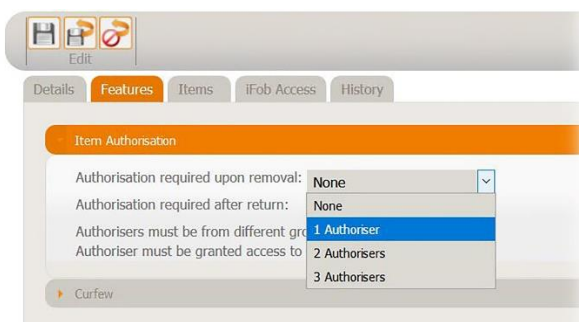 Edit
Details Features Items iFob Access History
Item Authorisation
Authorisation required upon removal: None
Authorisation required after return: None
Authorisers must be from different 1 Authoriser
Authoriser must be granted access to 2 Authorisers
3 Authorisers
Curfew